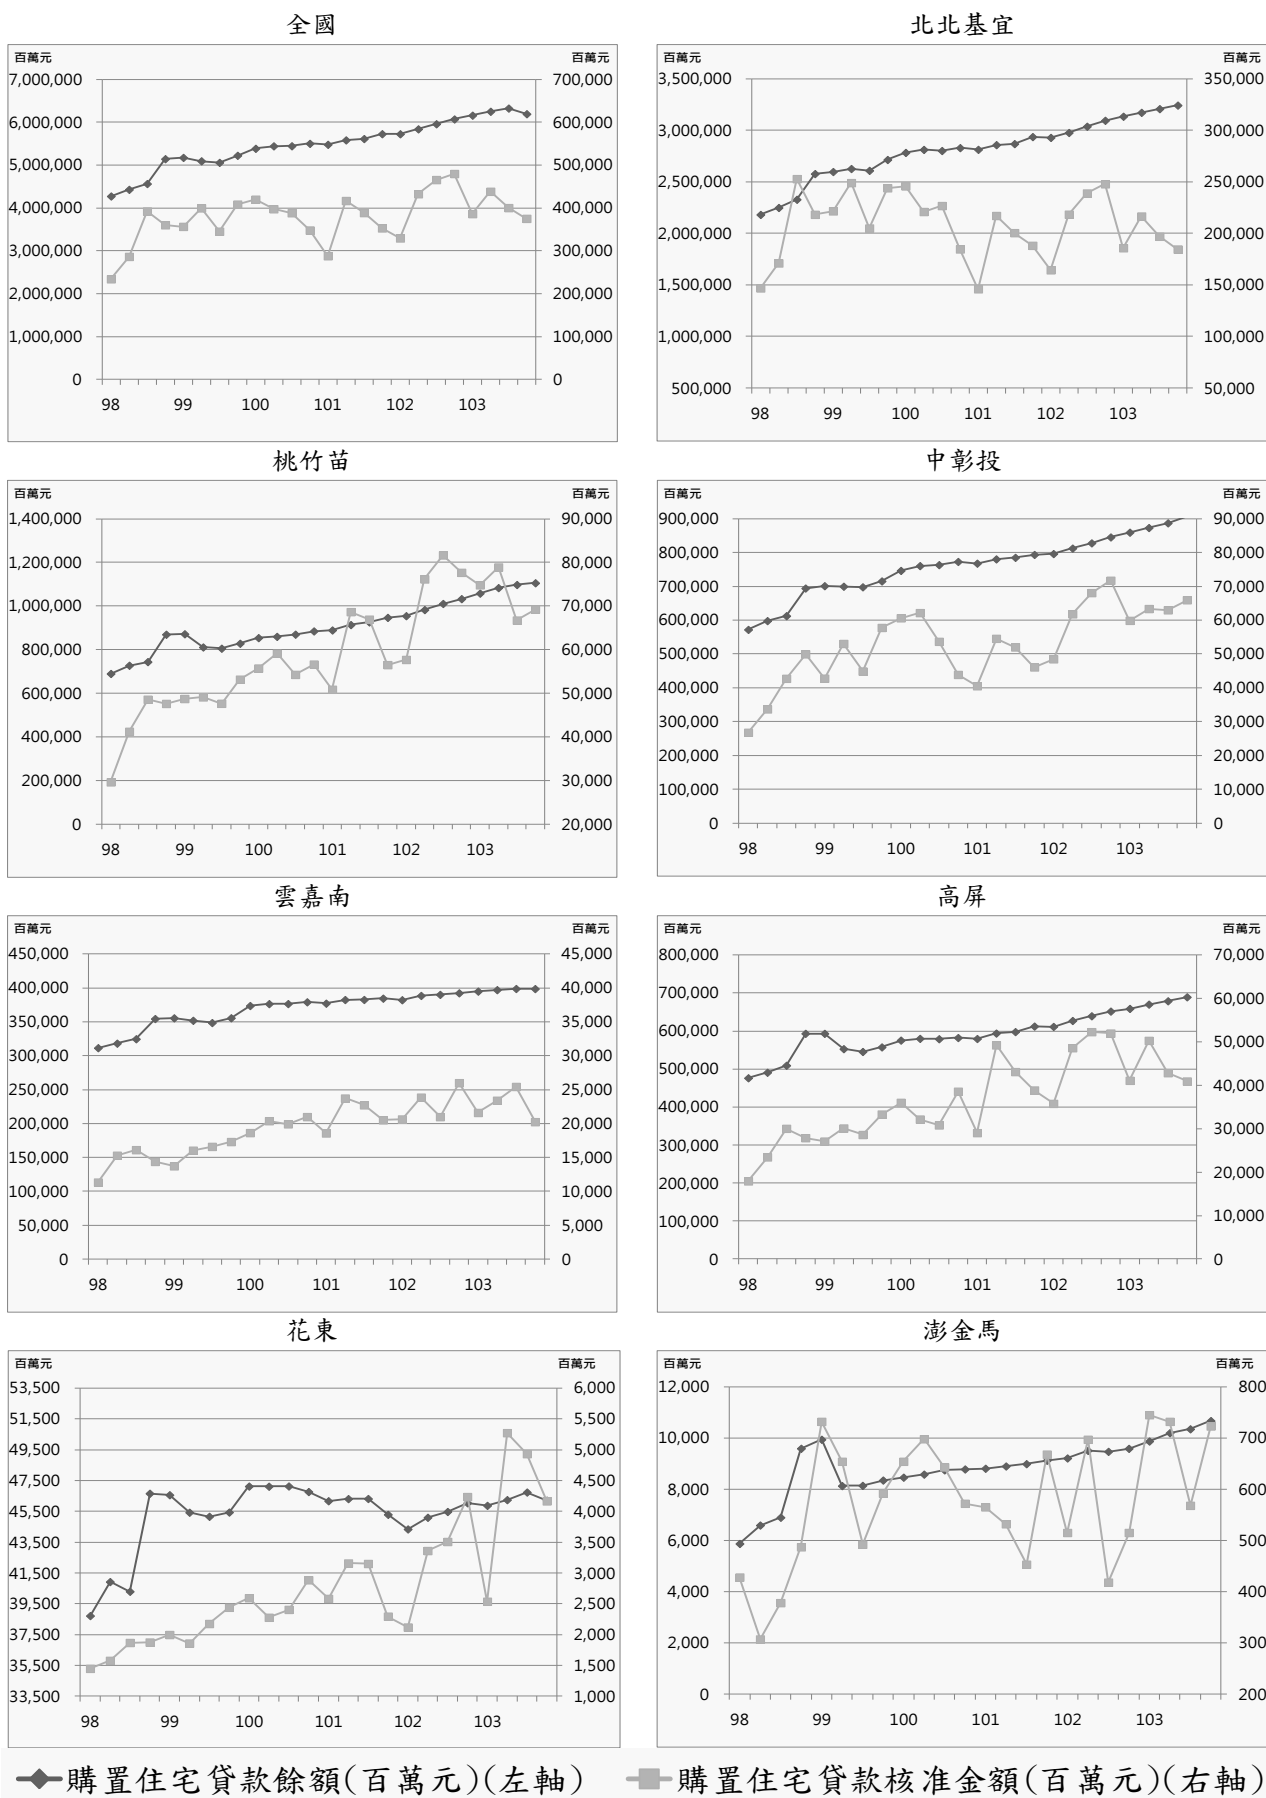 全國
百萬元 百萬元
7,000,000 700,000
6,000,000 600,000
5,000,000 500,000
4,000,000 400,000
3,000,000 300,000
2,000,000 200,000
1,000,000 100,000
0 0
98 99 100 101 102 103
北北基宜
百萬元 百萬元
3,500,000 350,000
3,000,000 300,000
2,500,000 250,000
2,000,000 200,000
1,500,000 150,000
1,000,000 100,000
500,000 50,000
98 99 100 101 102 103
桃竹苗
百萬元 百萬元
1,400,000 90,000
1,200,000 80,000
1,000,000 70,000
800,000 60,000
600,000 50,000
400,000 40,000
200,000 30,000
0 20,000
98 99 100 101 102 103
中彰投
百萬元 百萬元
900,000 90,000
800,000 80,000
700,000 70,000
600,000 60,000
500,000 50,000
400,000 40,000
300,000 30,000
200,000 20,000
100,000 10,000
0 0
98 99 100 101 102 103
雲嘉南
百萬元 百萬元
450,000 45,000
400,000 40,000
350,000 35,000
300,000 30,000
250,000 25,000
200,000 20,000
150,000 15,000
100,000 10,000
50,000 5,000
0 0
98 99 100 101 102 103
高屏
百萬元 百萬元
800,000 70,000
700,000 60,000
600,000 50,000
500,000 40,000
400,000 30,000
300,000 20,000
200,000 10,000
100,000 0
0
98 99 100 101 102 103
花東
百萬元 百萬元
53,500 6,000
51,500 5,500
49,500 5,000
47,500 4,500
45,500 4,000
43,500 3,500
41,500 3,000
39,500 2,500
37,500 2,000
35,500 1,500
33,500 1,000
98 99 100 101 102 103
澎金馬
百萬元 百萬元
12,000 800
10,000 700
8,000 600
6,000 500
4,000 400
2,000 300
0 200
98 99 100 101 102 103
購置住宅貸款餘額(百萬元)(左軸) 購置住宅貸款核准金額(百萬元)(右軸)